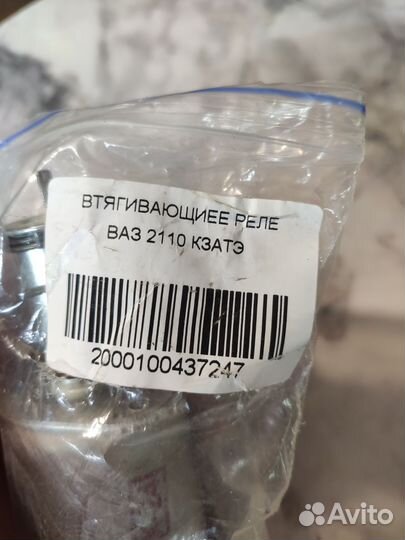 ВТЯГИВАЮЩИЕЕ РЕЛЕ
ВАЗ 2110 КЗАТЭ
2000100437247
Avito